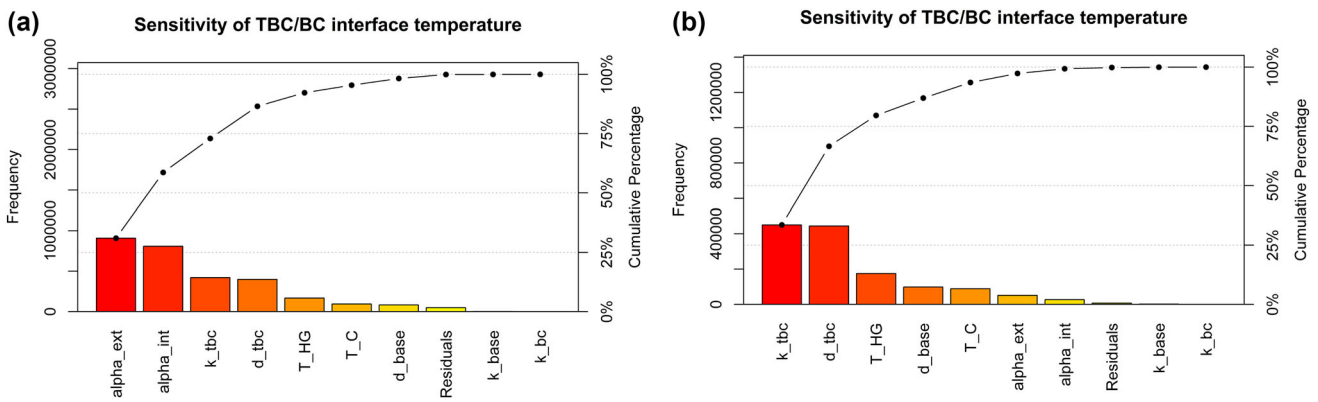 (a)
Sensitivity of TBC/BC interface temperature
Frequency
0
1000000
2000000
3000000
0%
25%
50%
75%
100%
Cumulative Percentage
alpha_ext
alpha_int
k_tbc
d_tbc
T_HG
T_C
d_base
Residuals
k_base
k_bc
(b)
Sensitivity of TBC/BC interface temperature
Frequency
0
400000
800000
1200000
0%
25%
50%
75%
100%
Cumulative Percentage
k_tbc
d_tbc
T_HG
d_base
T_C
alpha_ext
alpha_int
Residuals
k_base
k_bc